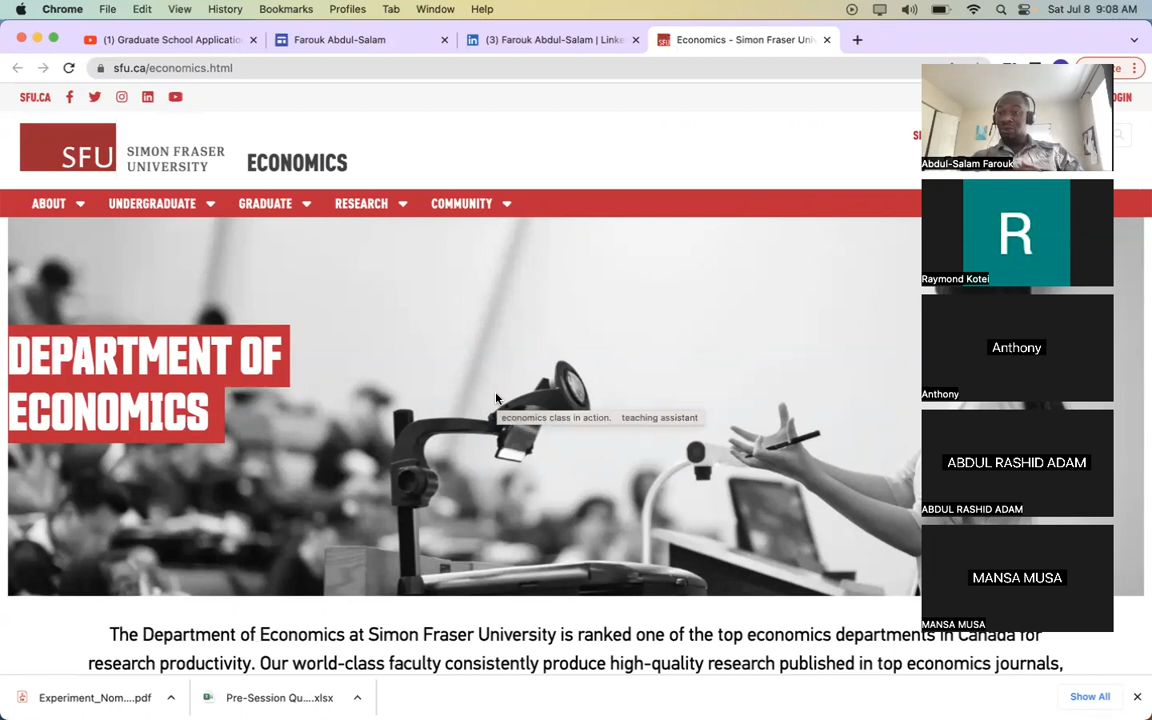 Chrome File Edit View History Bookmarks Profiles Tab Window Help Sat Jul 8 9:08 AM
(1) Graduate School Applicatio
Farouk Abdul-Salam
(3) Farouk Abdul-Salam | Linke
Economics - Simon Fraser Uni
sfu.ca/economics.html
SFU.CA
OGIN
SFU SIMON FRASER
UNIVERSITY
ECONOMICS
ABOUT UNDERGRADUATE GRADUATE RESEARCH COMMUNITY
DEPARTMENT OF
ECONOMICS
economics class in action. teaching assistant
Abdul-Salam Farouk
R
Raymond Kotei
Anthony
Anthony
ABDUL RASHID ADAM
ABDUL RASHID ADAM
MANSA MUSA
MANSA MUSA
The Department of Economics at Simon Fraser University is ranked one of the top economics departments in Canada for
research productivity. Our world-class faculty consistently produce high-quality research published in top economics journals,
Experiment_Nom....pdf
Pre-Session Qu....xlsx
Show All